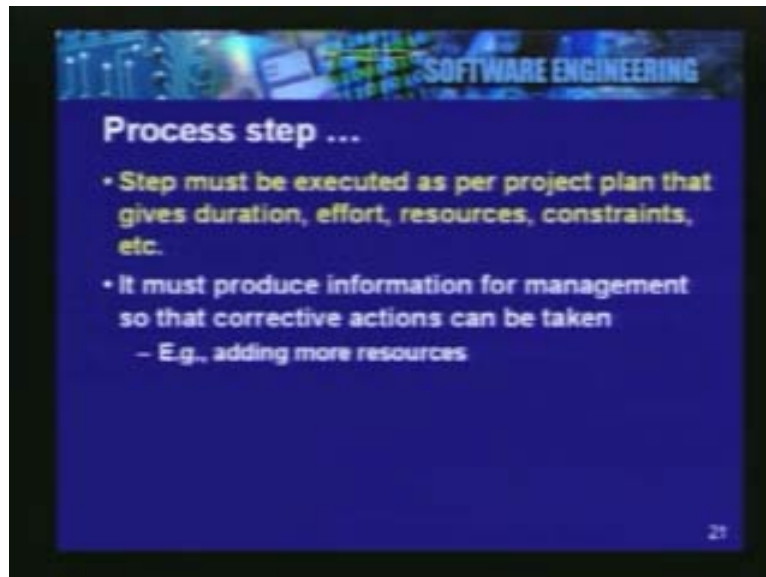 SOFTWARE ENGINEERING
Process step ...
• Step must be executed as per project plan that
gives duration, effort, resources, constraints,
etc.
• It must produce information for management
so that corrective actions can be taken
– E.g., adding more resources
21